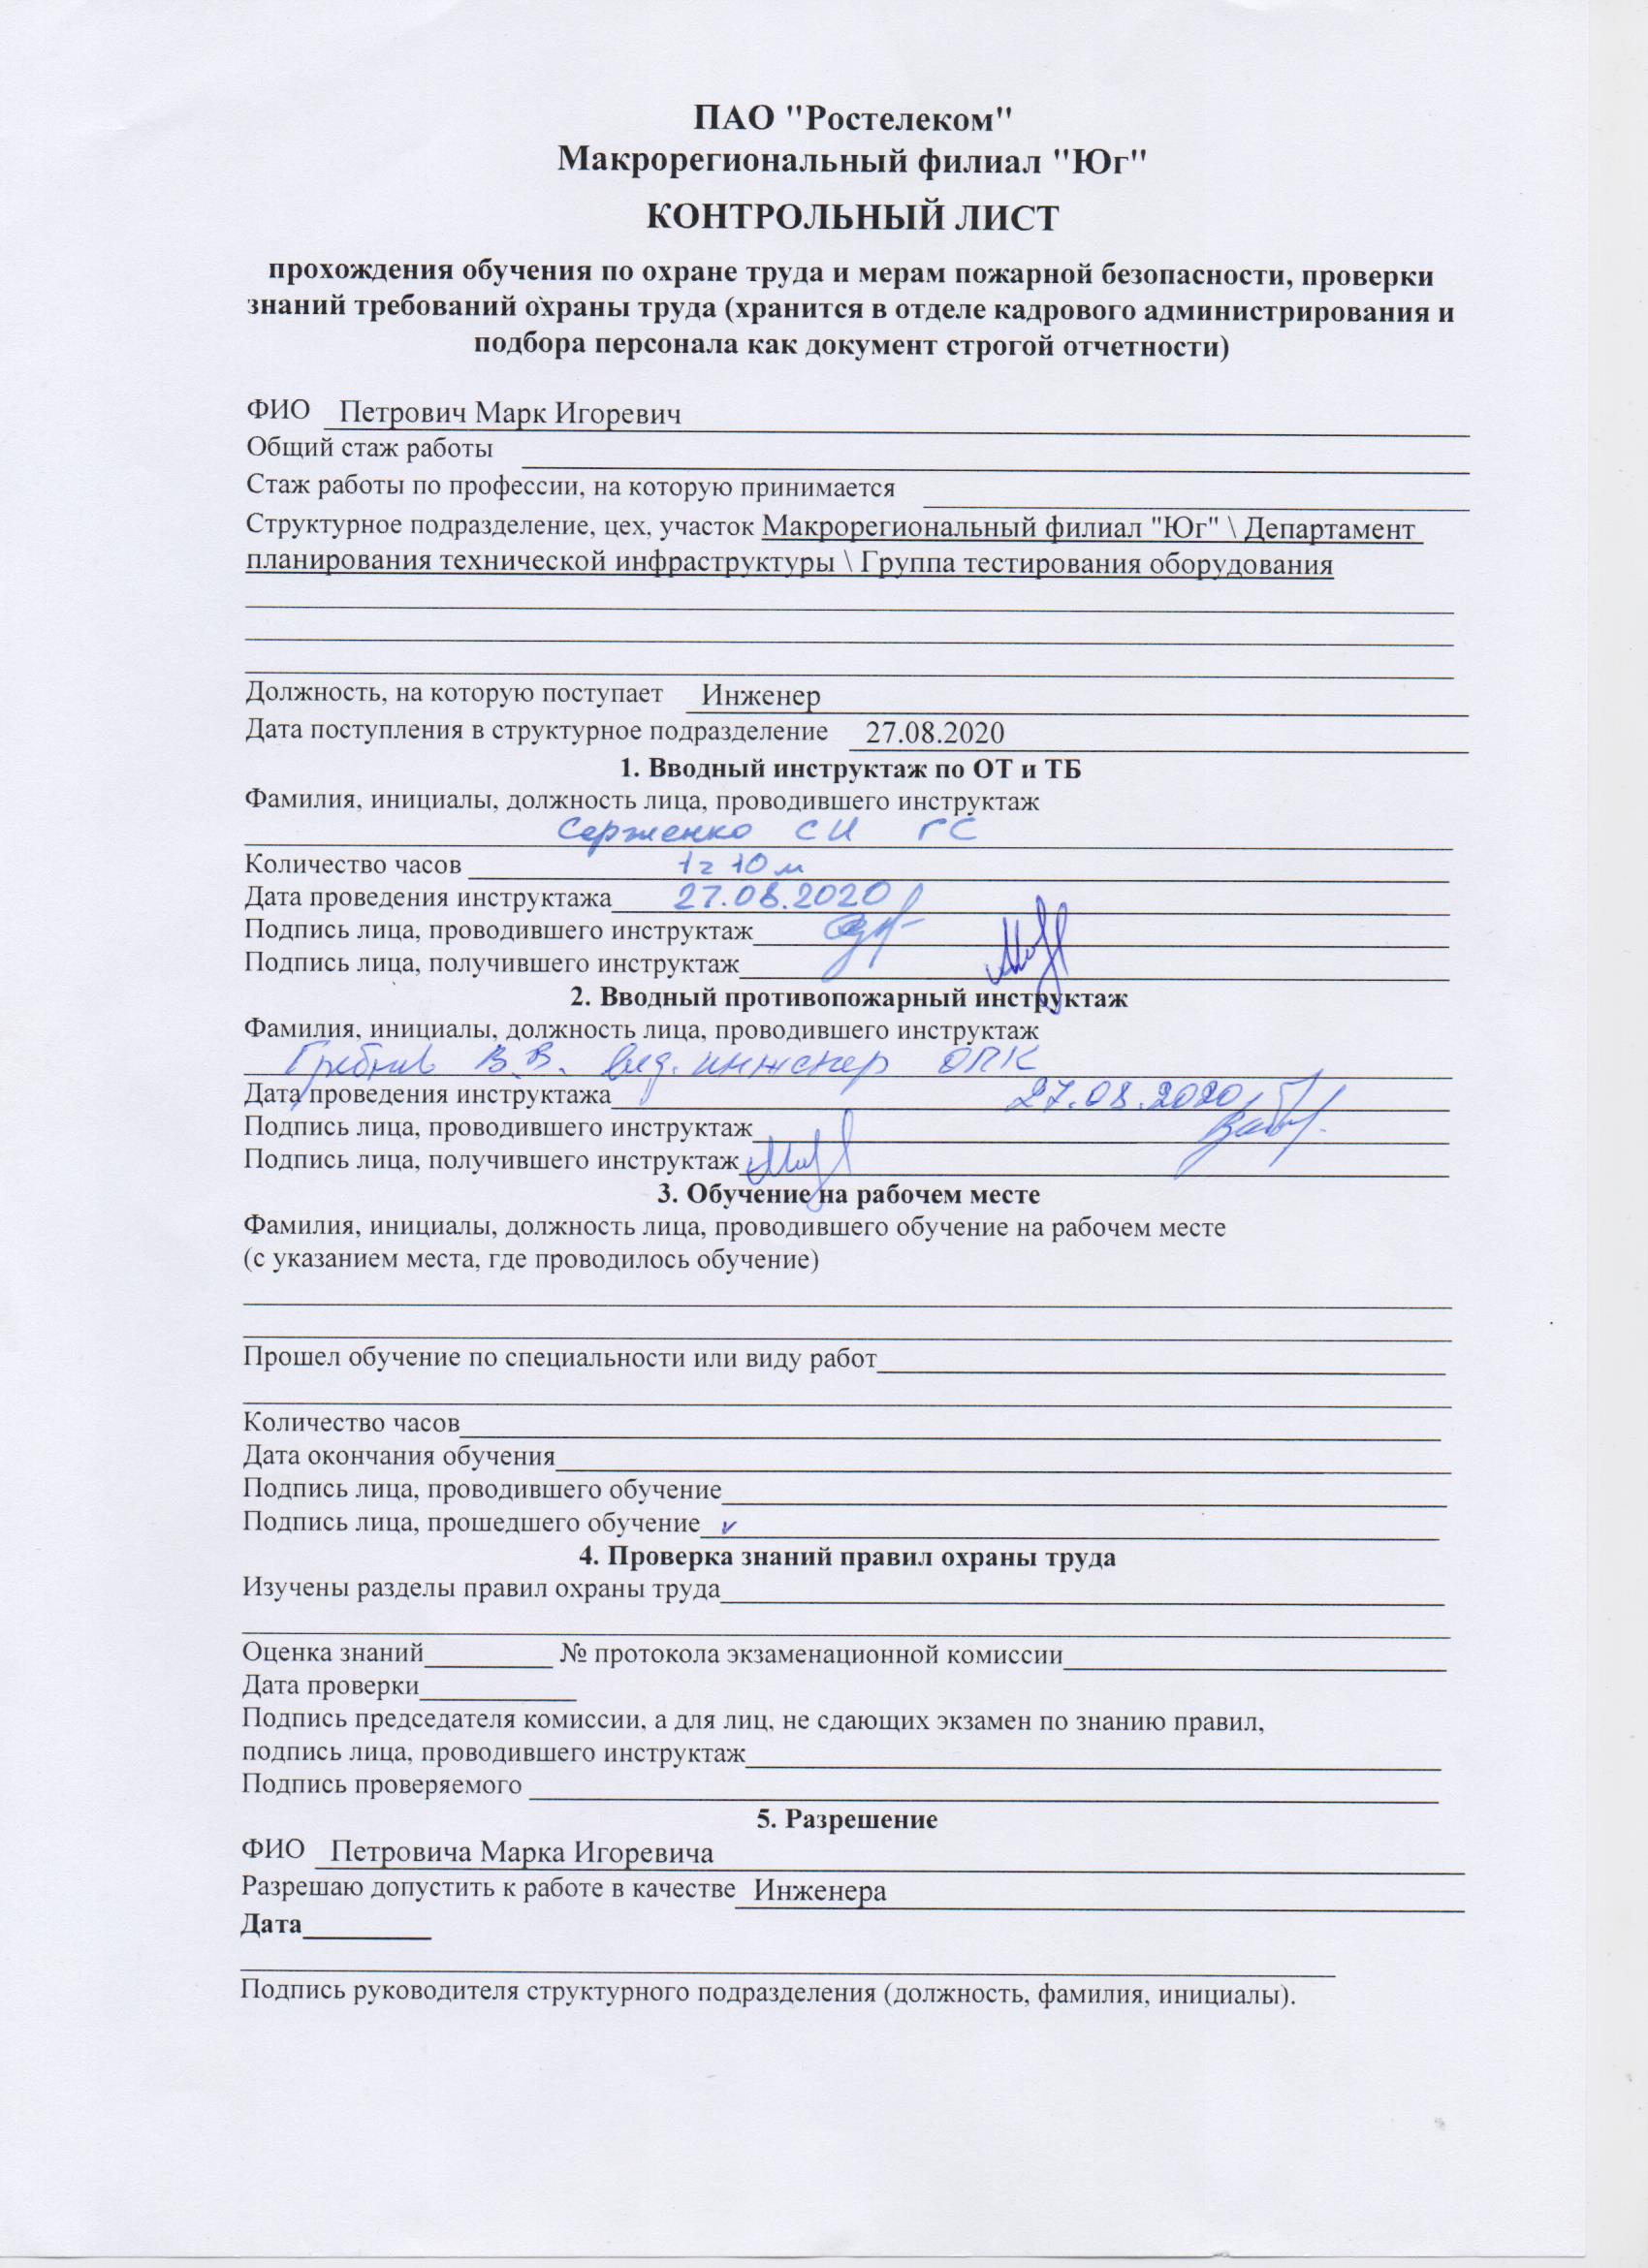 ПАО "Ростелеком"
Макрорегиональный филиал "Юг"
КОНТРОЛЬНЫЙ ЛИСТ
прохождения обучения по охране труда и мерам пожарной безопасности, проверки
знаний требований охраны труда (хранится в отделе кадрового администрирования и
подбора персонала как документ строгой отчетности)
ФИО Петрович Марк Игоревич
Общий стаж работы
Стаж работы по профессии, на которую принимается
Структурное подразделение, цех, участок Макрорегиональный филиал "Юг" \ Департамент
планирования технической инфраструктуры \ Группа тестирования оборудования
Должность, на которую поступает Инженер
Дата поступления в структурное подразделение 27.08.2020
1. Вводный инструктаж по ОТ и ТБ
Фамилия, инициалы, должность лица, проводившего инструктаж
Серженко СИ ГС
Количество часов 1г 10м
Дата проведения инструктажа 27.08.2020
Подпись лица, проводившего инструктаж
Подпись лица, получившего инструктаж
2. Вводный противопожарный инструктаж
Фамилия, инициалы, должность лица, проводившего инструктаж
В.В. вед. инженер ОПК
Дата проведения инструктажа 27.08.2020
Подпись лица, проводившего инструктаж
Подпись лица, получившего инструктаж
3. Обучение на рабочем месте
Фамилия, инициалы, должность лица, проводившего обучение на рабочем месте
(с указанием места, где проводилось обучение)
Прошел обучение по специальности или виду работ
Количество часов
Дата окончания обучения
Подпись лица, проводившего обучение
Подпись лица, прошедшего обучение
4. Проверка знаний правил охраны труда
Изучены разделы правил охраны труда
Оценка знаний № протокола экзаменационной комиссии
Дата проверки
Подпись председателя комиссии, а для лиц, не сдающих экзамен по знанию правил,
подпись лица, проводившего инструктаж
Подпись проверяемого
5. Разрешение
ФИО Петровича Марка Игоревича
Разрешаю допустить к работе в качестве Инженера
Дата
Подпись руководителя структурного подразделения (должность, фамилия, инициалы).